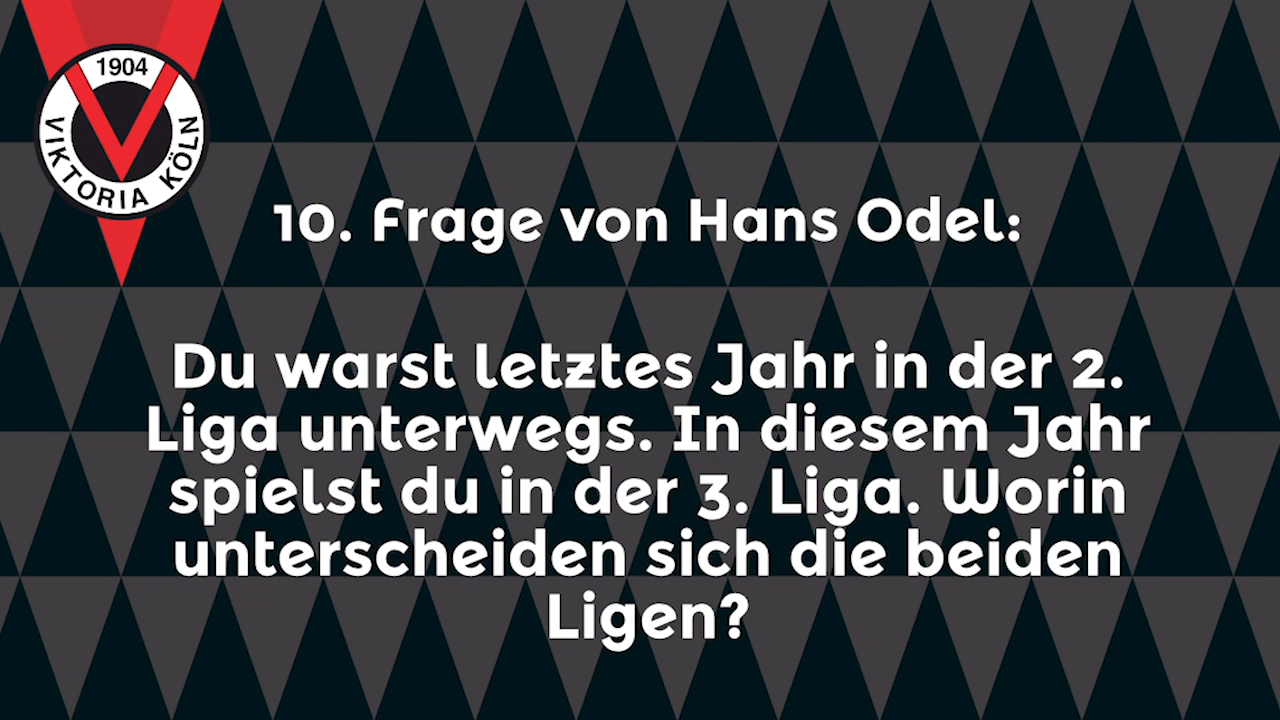 1904
VIKTORIA KÖLN
10. Frage von Hans Odel:
Du warst letztes Jahr in der 2.
Liga unterwegs. In diesem Jahr
spielst du in der 3. Liga. Worin
unterscheiden sich die beiden
Ligen?